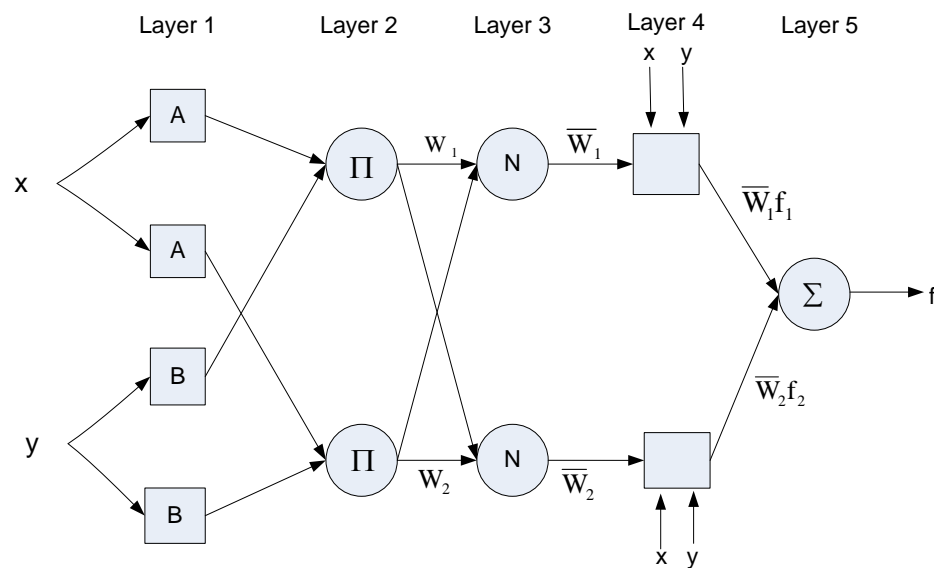 Layer 1 Layer 2 Layer 3 Layer 4 Layer 5
x y
A
Π W₁ N W̅₁
x
W̅₁f₁
A
Σ f
B
W̅₂f₂
y
Π W₂ N W̅₂
B
x y